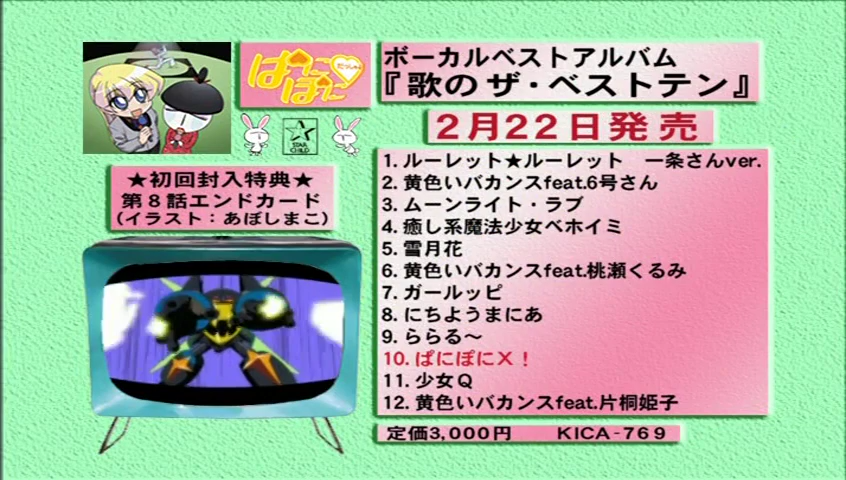 ぱにぽに
だっしゅ
STAR
CHILD
ボーカルベストアルバム
『歌のザ・ベストテン』
2月22日発売
★初回封入特典★
第8話エンドカード
(イラスト:あぼしまこ)
1. ルーレット★ルーレット 一条さんver.
2. 黄色いバカンスfeat.6号さん
3. ムーンライト・ラブ
4. 癒し系魔法少女ベホイミ
5. 雪月花
6. 黄色いバカンスfeat.桃瀬くるみ
7. ガールッピ
8. にちようまにあ
9. ららる~
10. ぱにぽにX!
11. 少女Q
12. 黄色いバカンスfeat.片桐姫子
定価3,000円 KICA-769